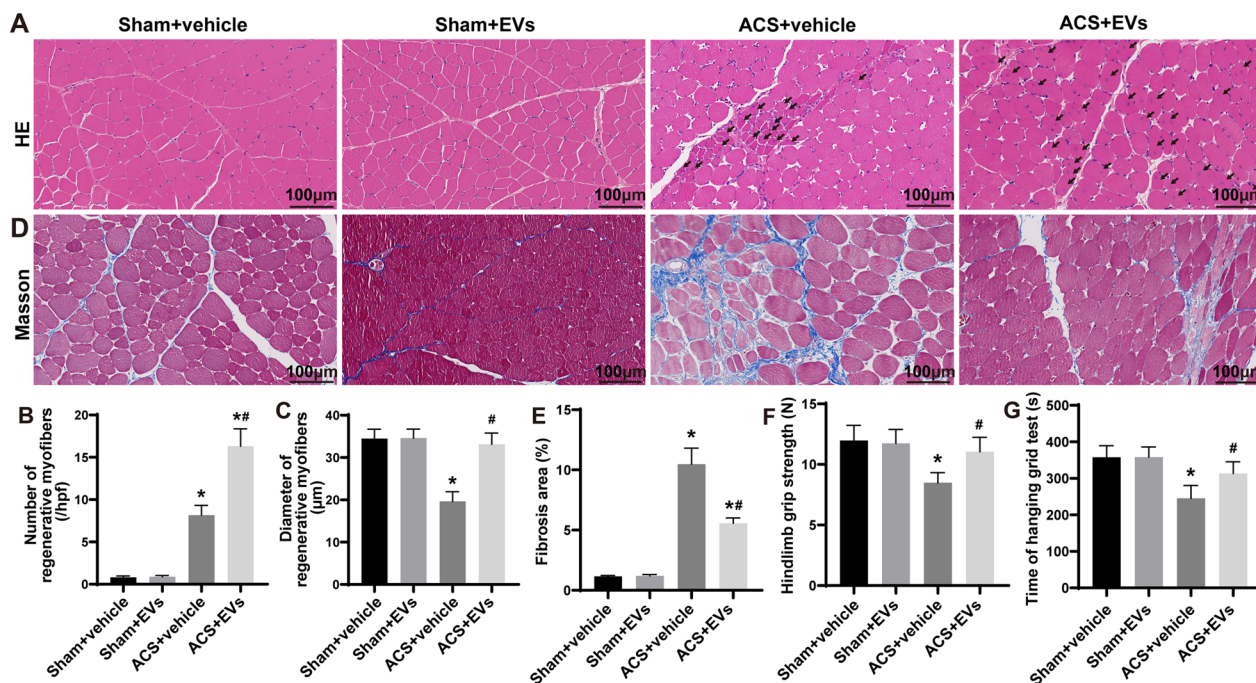 A
Sham+vehicle
Sham+EVs
ACS+vehicle
ACS+EVs
HE
100μm
100μm
100μm
100μm
D
Masson
100μm
100μm
100μm
100μm
B
Number of
regenerative myofibers
(/hpf)
20
15
10
5
0
*
*#
Sham+vehicle
Sham+EVs
ACS+vehicle
ACS+EVs
C
Diameter of
regenerative myofibers
(μm)
40
30
20
10
0
*
#
Sham+vehicle
Sham+EVs
ACS+vehicle
ACS+EVs
E
Fibrosis area (%)
15
10
5
0
*
*#
Sham+vehicle
Sham+EVs
ACS+vehicle
ACS+EVs
F
Hindlimb grip strength (N)
15
10
5
0
*
#
Sham+vehicle
Sham+EVs
ACS+vehicle
ACS+EVs
G
Time of hanging grid test (s)
500
400
300
200
100
0
*
#
Sham+vehicle
Sham+EVs
ACS+vehicle
ACS+EVs